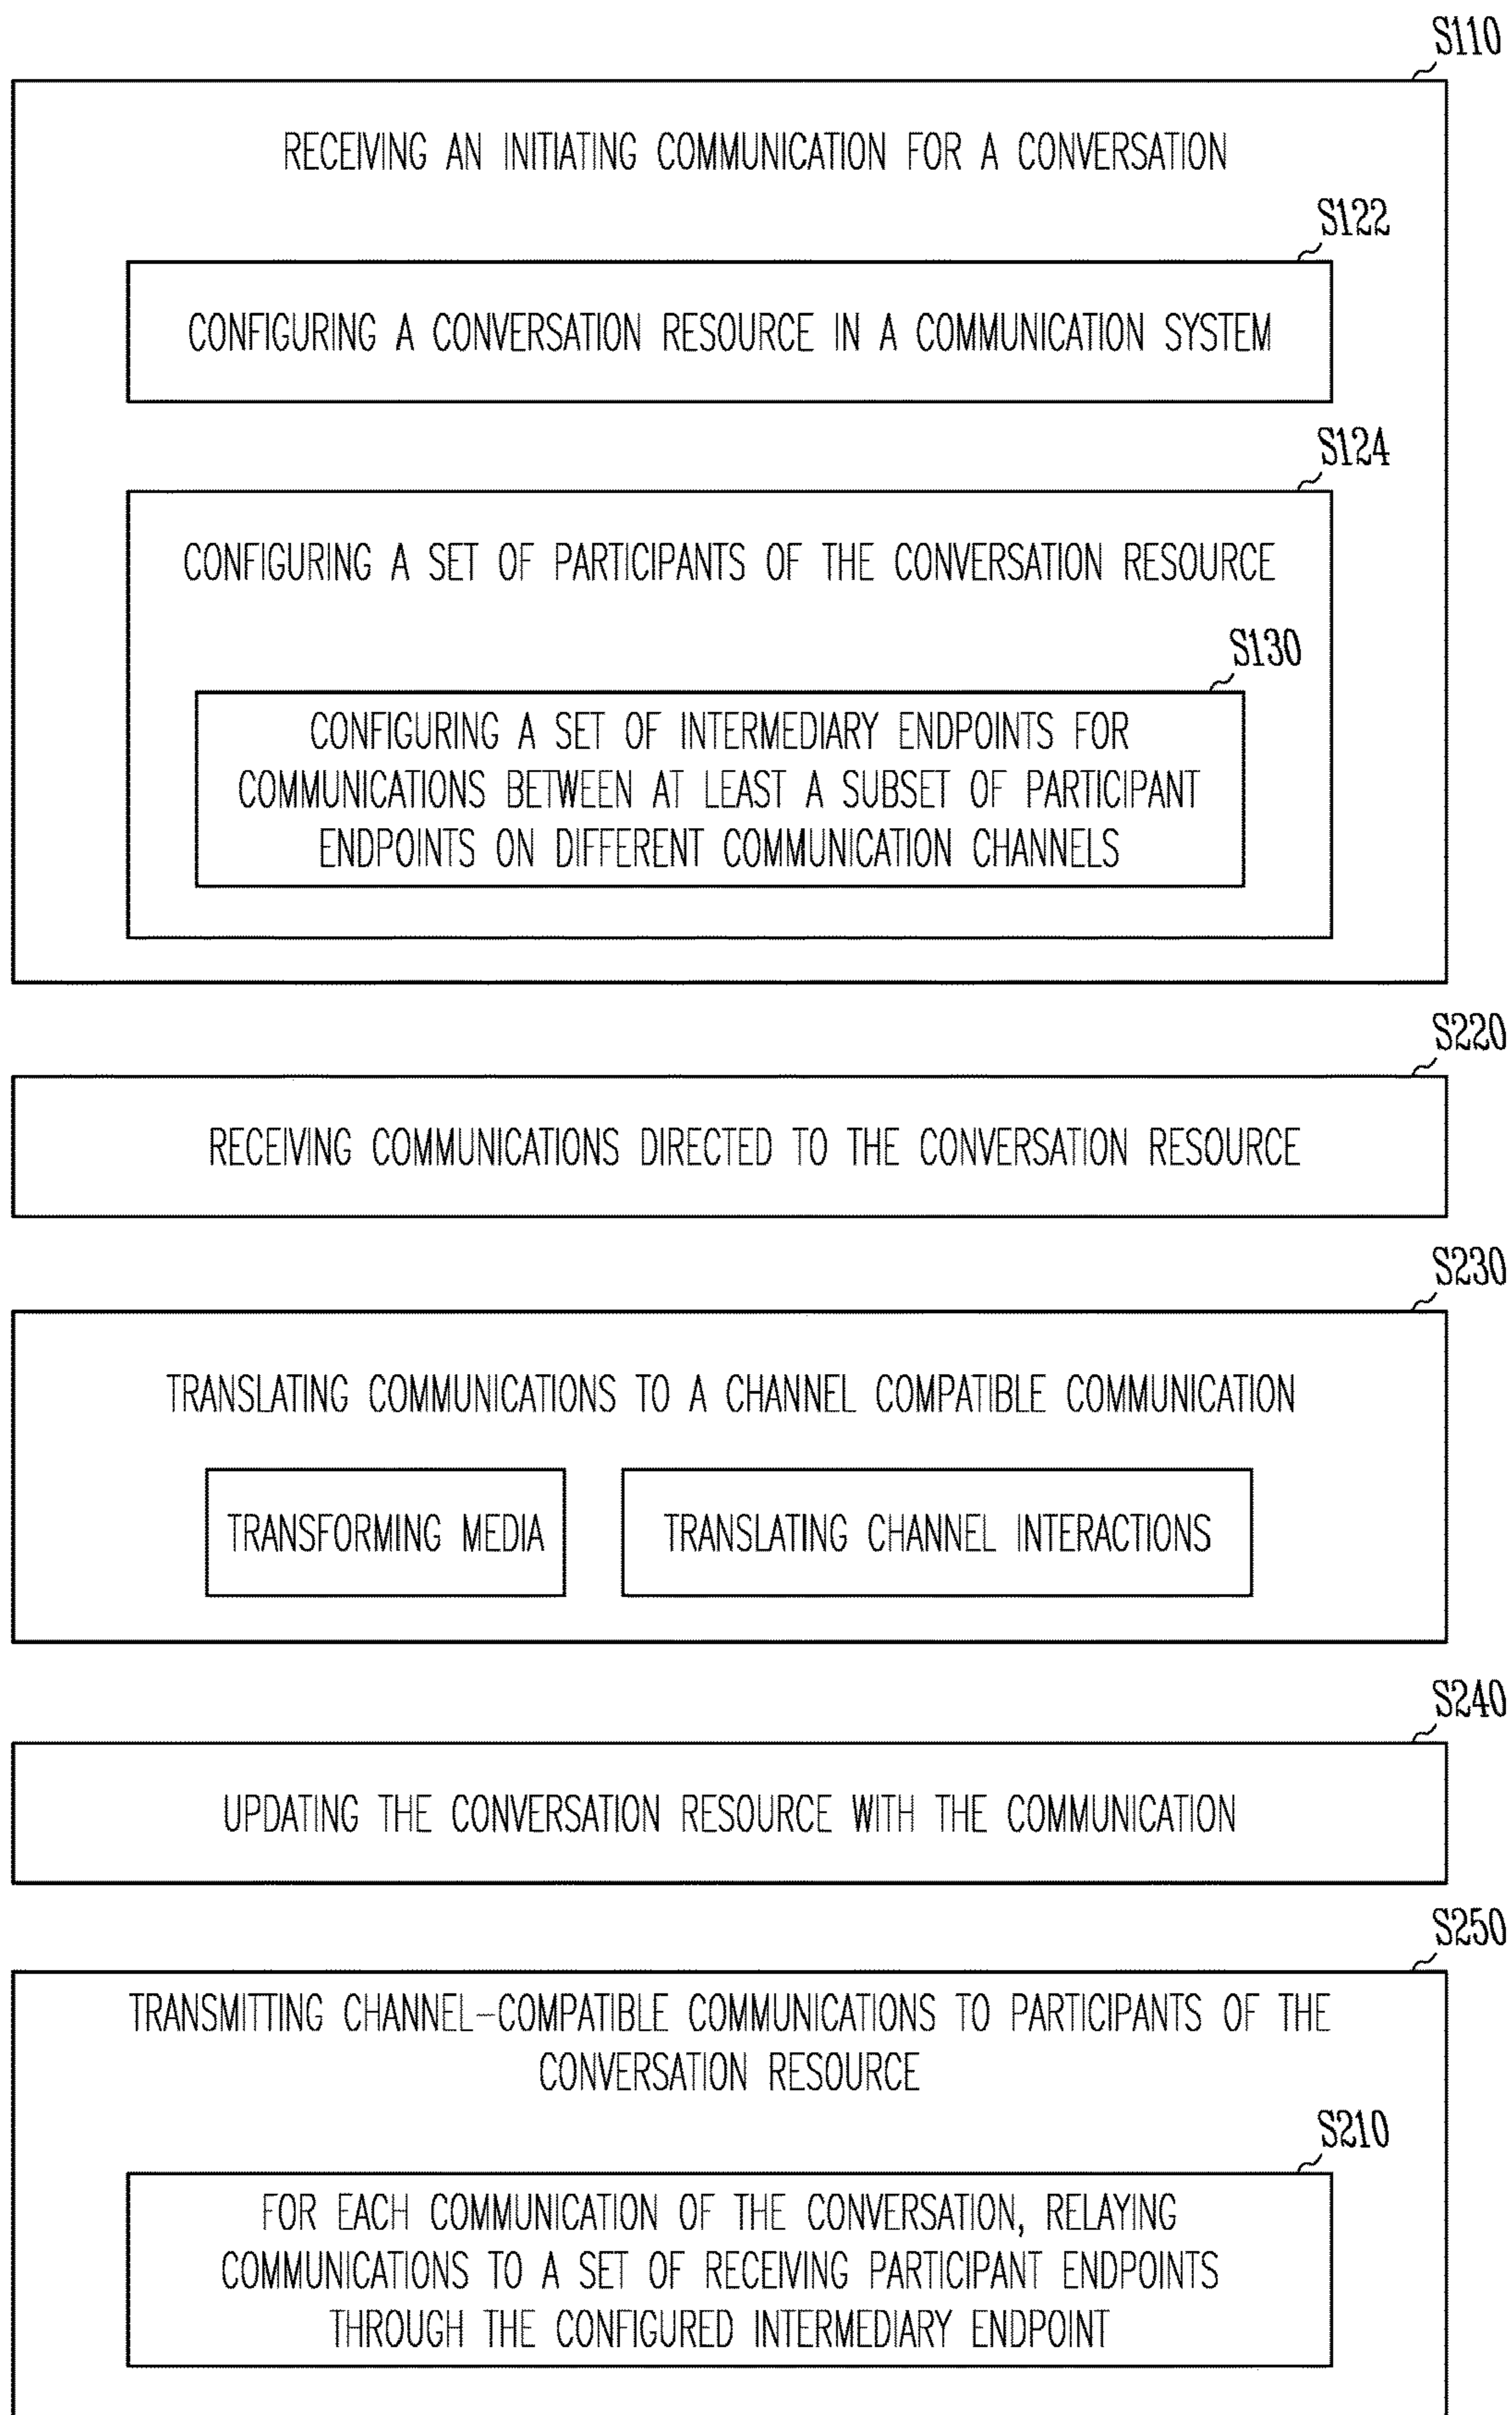 S110
RECEIVING AN INITIATING COMMUNICATION FOR A CONVERSATION
S122
CONFIGURING A CONVERSATION RESOURCE IN A COMMUNICATION SYSTEM
S124
CONFIGURING A SET OF PARTICIPANTS OF THE CONVERSATION RESOURCE
S130
CONFIGURING A SET OF INTERMEDIARY ENDPOINTS FOR
COMMUNICATIONS BETWEEN AT LEAST A SUBSET OF PARTICIPANT
ENDPOINTS ON DIFFERENT COMMUNICATION CHANNELS
S220
RECEIVING COMMUNICATIONS DIRECTED TO THE CONVERSATION RESOURCE
S230
TRANSLATING COMMUNICATIONS TO A CHANNEL COMPATIBLE COMMUNICATION
TRANSFORMING MEDIA
TRANSLATING CHANNEL INTERACTIONS
S240
UPDATING THE CONVERSATION RESOURCE WITH THE COMMUNICATION
S250
TRANSMITTING CHANNEL-COMPATIBLE COMMUNICATIONS TO PARTICIPANTS OF THE
CONVERSATION RESOURCE
S210
FOR EACH COMMUNICATION OF THE CONVERSATION, RELAYING
COMMUNICATIONS TO A SET OF RECEIVING PARTICIPANT ENDPOINTS
THROUGH THE CONFIGURED INTERMEDIARY ENDPOINT